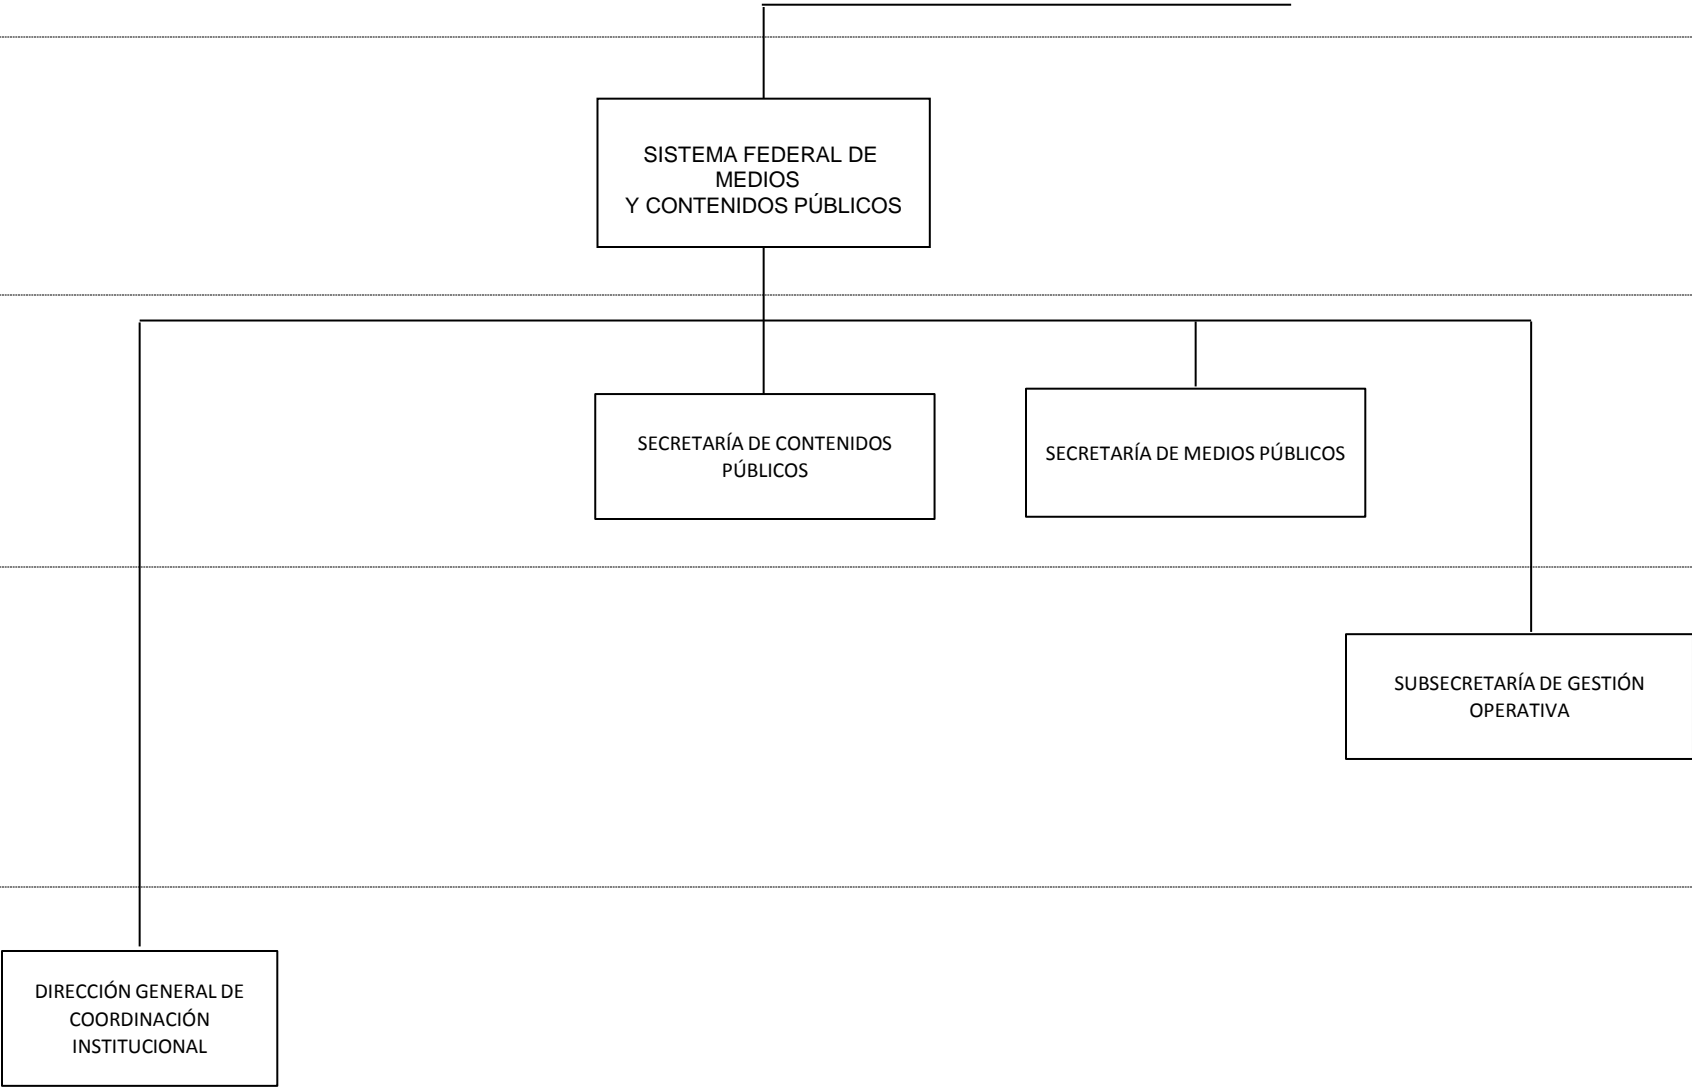 SISTEMA FEDERAL DE
MEDIOS
Y CONTENIDOS PÚBLICOS
SECRETARÍA DE CONTENIDOS
PÚBLICOS
SECRETARÍA DE MEDIOS PÚBLICOS
SUBSECRETARÍA DE GESTIÓN
OPERATIVA
DIRECCIÓN GENERAL DE
COORDINACIÓN
INSTITUCIONAL